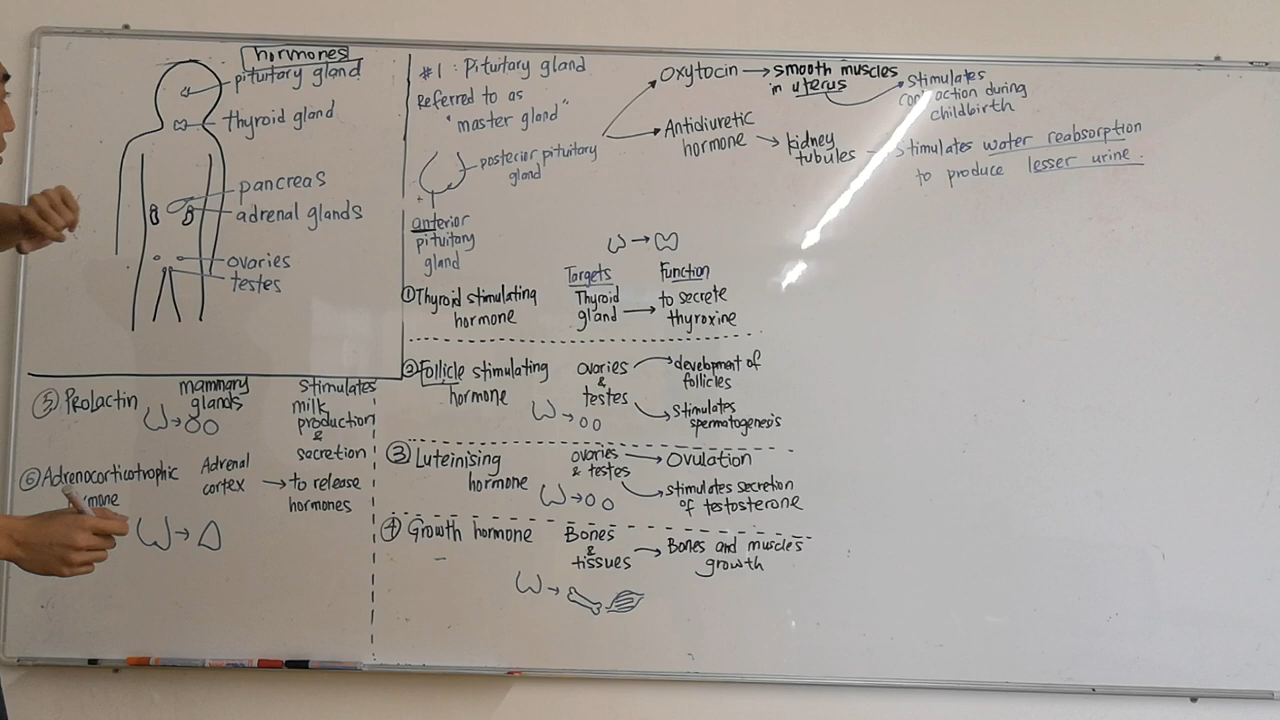 hormones
pituitary gland
thyroid gland
pancreas
adrenal glands
ovaries
testes
#1 : Pituitary gland
Referred to as
"master gland"
posterior pituitary
gland
anterior
pituitary
gland
Oxytocin → smooth muscles
in uterus
stimulates
during
childbirth
Antidiuretic
hormone
kidney
tubules
water reabsorption
to produce lesser urine.
Targets
Function
① Thyroid stimulating
hormone
Thyroid
gland →
to secrete
thyroxine
② Follicle stimulating
hormone
ovaries
&
testes
development of
follicles
stimulates
spermatogenesis
③ Luteinising
hormone
ovaries
& testes
Ovulation
stimulates secretion
of testosterone
④ Growth hormone
Bones
&
tissues
Bones and muscles
growth
⑤ Prolactin
mammary
glands
stimulates
milk
production
&
secretion
⑥ Adrenocorticotrophic
Adrenal
cortex
→ to release
hormones